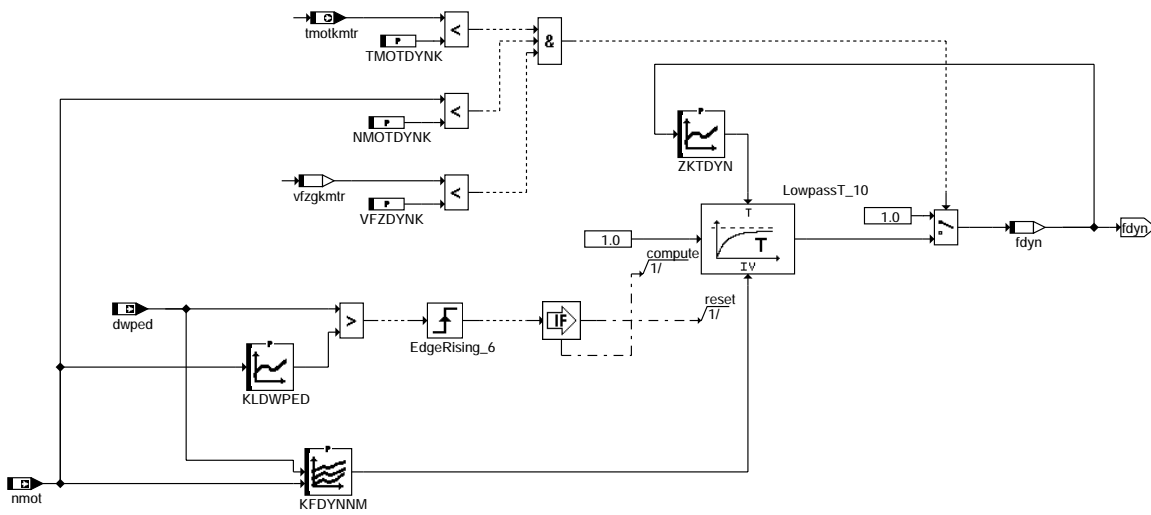 tmotkmtr
P
TMOTDYNK
<
&
P
NMOTDYNK
<
vfzgkmtr
P
VFZDYNK
<
P
ZKTDYN
LowpassT_10
T
T
IV
1.0
1.0
fdyn
fdyn
compute
1/
reset
1/
dwped
>
EdgeRising_6
IF
P
KLDWPED
P
KFDYNNM
nmot